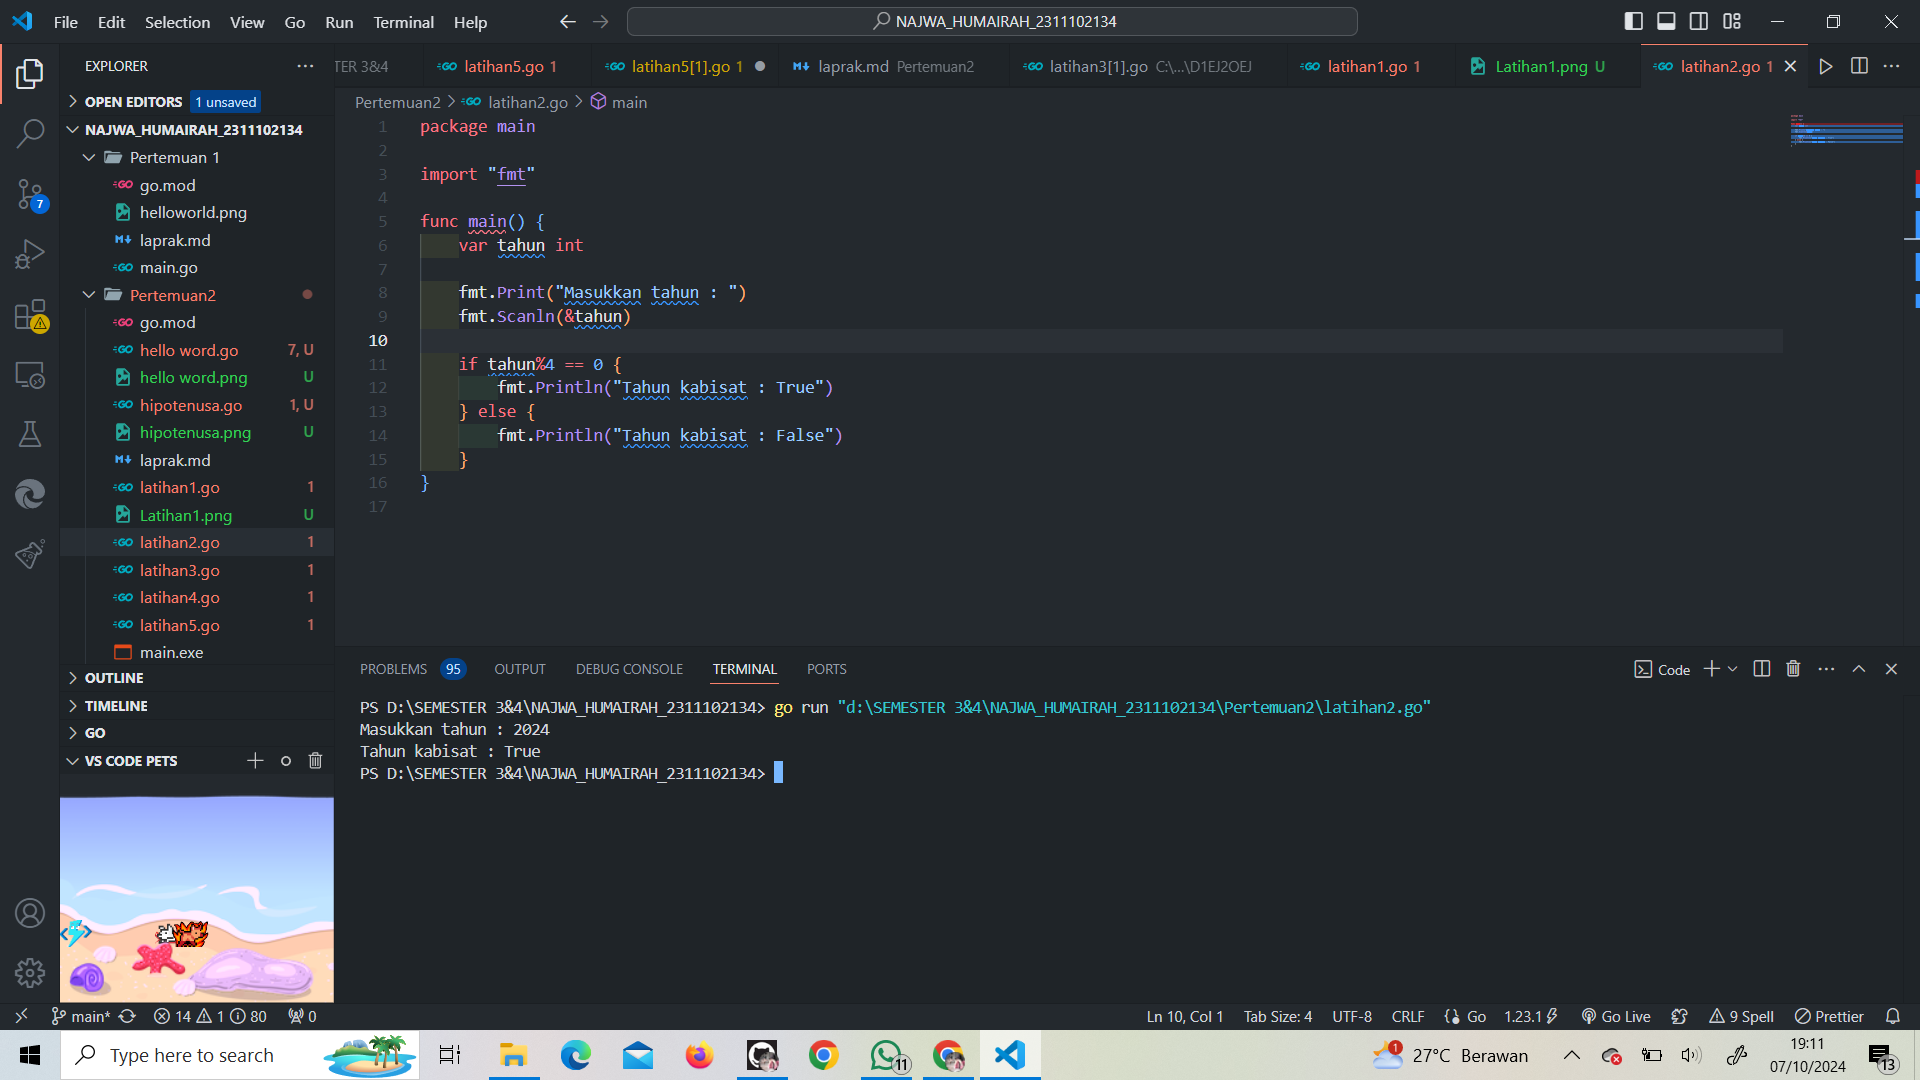 File Edit Selection View Go Run Terminal Help
NAJWA_HUMAIRAH_2311102134
EXPLORER
TER 3&4
latihan5.go 1
latihan5[1].go 1
laprak.md Pertemuan2
latihan3[1].go C:\...\D1EJ2OEJ
latihan1.go 1
Latihan1.png U
latihan2.go 1
OPEN EDITORS 1 unsaved
NAJWA_HUMAIRAH_2311102134
Pertemuan 1
go.mod
helloworld.png
laprak.md
main.go
Pertemuan2
go.mod
hello word.go 7, U
hello word.png U
hipotenusa.go 1, U
hipotenusa.png U
laprak.md
latihan1.go 1
Latihan1.png U
latihan2.go 1
latihan3.go 1
latihan4.go 1
latihan5.go 1
main.exe
OUTLINE
TIMELINE
GO
VS CODE PETS
7
Pertemuan2 > latihan2.go > main
1 package main
2
3 import "fmt"
4
5 func main() {
6 var tahun int
7
8 fmt.Print("Masukkan tahun : ")
9 fmt.Scanln(&tahun)
10
11 if tahun%4 == 0 {
12 fmt.Println("Tahun kabisat : True")
13 } else {
14 fmt.Println("Tahun kabisat : False")
15 }
16 }
17
PROBLEMS 95 OUTPUT DEBUG CONSOLE TERMINAL PORTS
Code
PS D:\SEMESTER 3&4\NAJWA_HUMAIRAH_2311102134> go run "d:\SEMESTER 3&4\NAJWA_HUMAIRAH_2311102134\Pertemuan2\latihan2.go"
Masukkan tahun : 2024
Tahun kabisat : True
PS D:\SEMESTER 3&4\NAJWA_HUMAIRAH_2311102134>
main* 14 1 80 0
Ln 10, Col 1 Tab Size: 4 UTF-8 CRLF Go 1.23.1 Go Live 9 Spell Prettier
Type here to search
11
1
27°C Berawan
19:11
07/10/2024
13